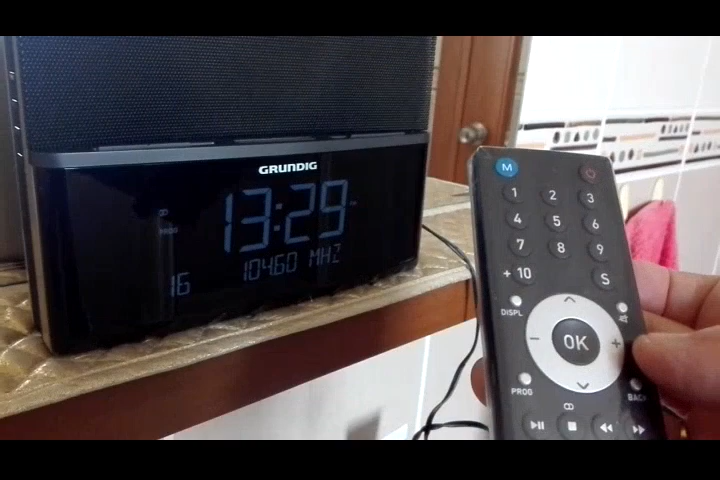 GRUNDIG
13:29
PROG
16
104.60 MHZ
M
1 2 3
4 5 6
7 8 9
+ 10 S
DISPL
- OK +
PROG
BACK